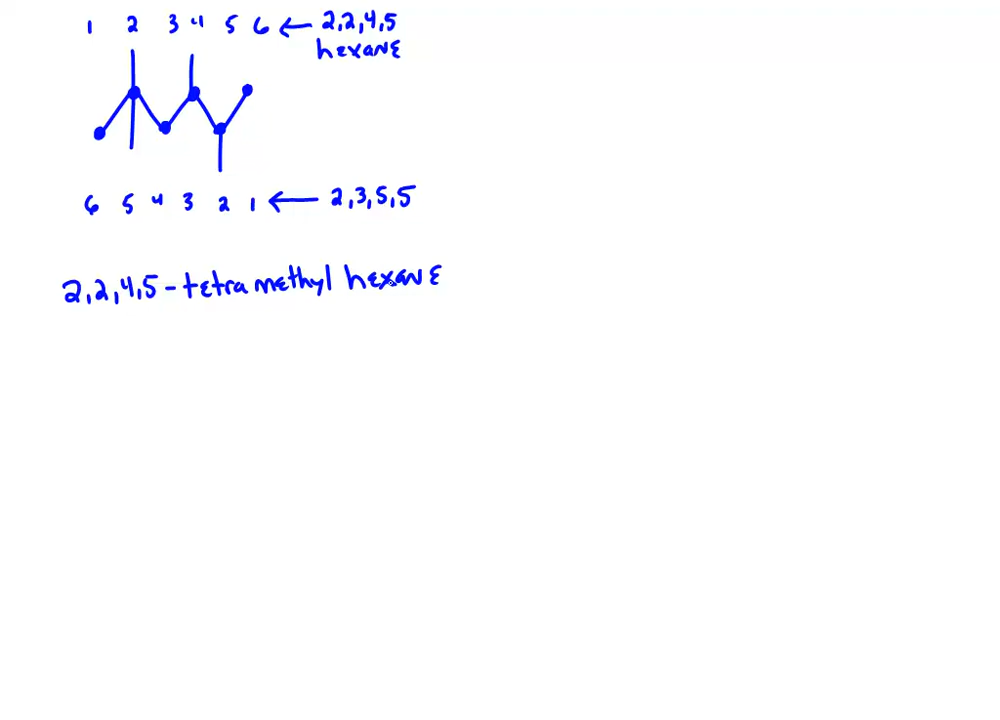 1 2 3 4 5 6 ← 2,2,4,5
hexane
6 5 4 3 2 1 ← 2,3,5,5
2,2,4,5-tetramethyl hexane